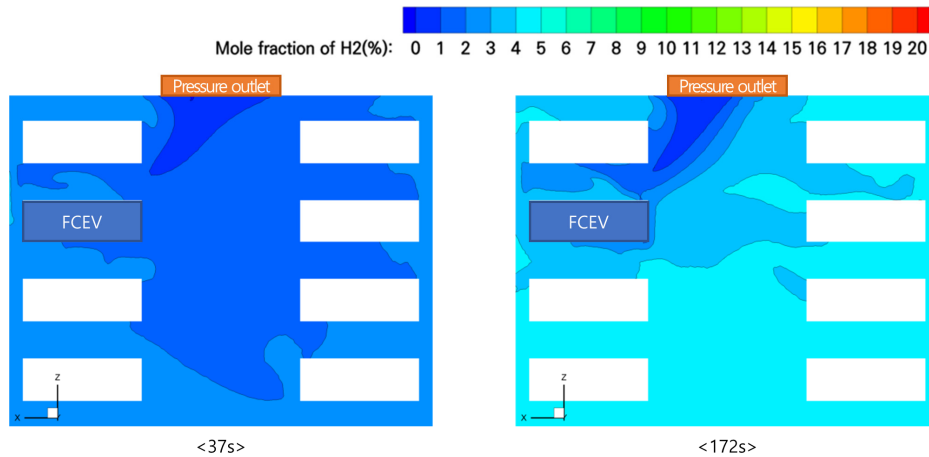 Mole fraction of H2(%): 0 1 2 3 4 5 6 7 8 9 10 11 12 13 14 15 16 17 18 19 20
Pressure outlet
Pressure outlet
FCEV
FCEV
Z
X
Y
Z
X
Y
<37s>
<172s>